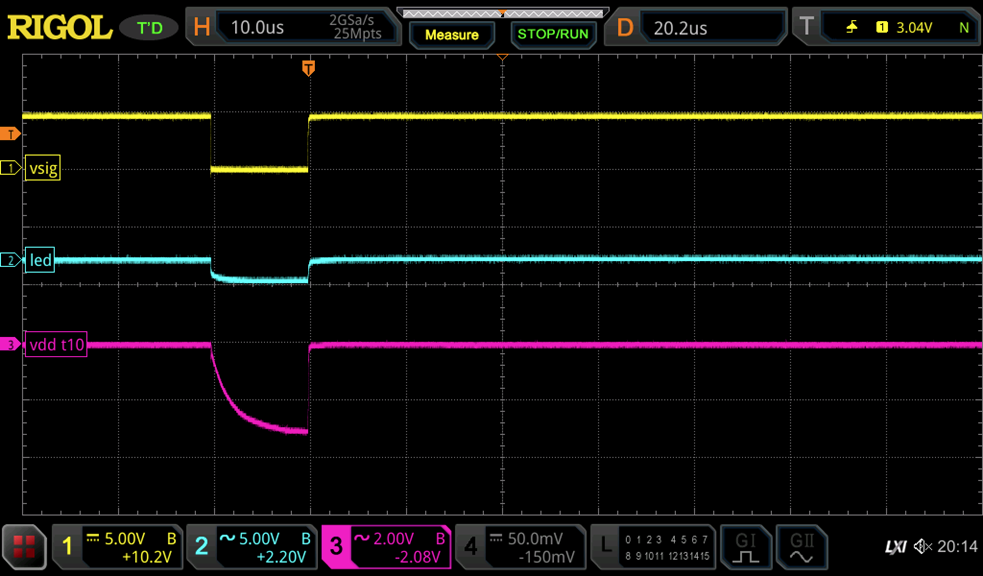 RIGOL T'D H 10.0us 2GSa/s 25Mpts Measure STOP/RUN D 20.2us T 1 3.04V N
T
T
1 vsig
2 led
3 vdd t10
1 5.00V B +10.2V 2 5.00V B +2.20V 3 2.00V B -2.08V 4 50.0mV -150mV L 0 1 2 3 4 5 6 7 8 9 10 11 12 13 14 15 GI GII LXI 20:14